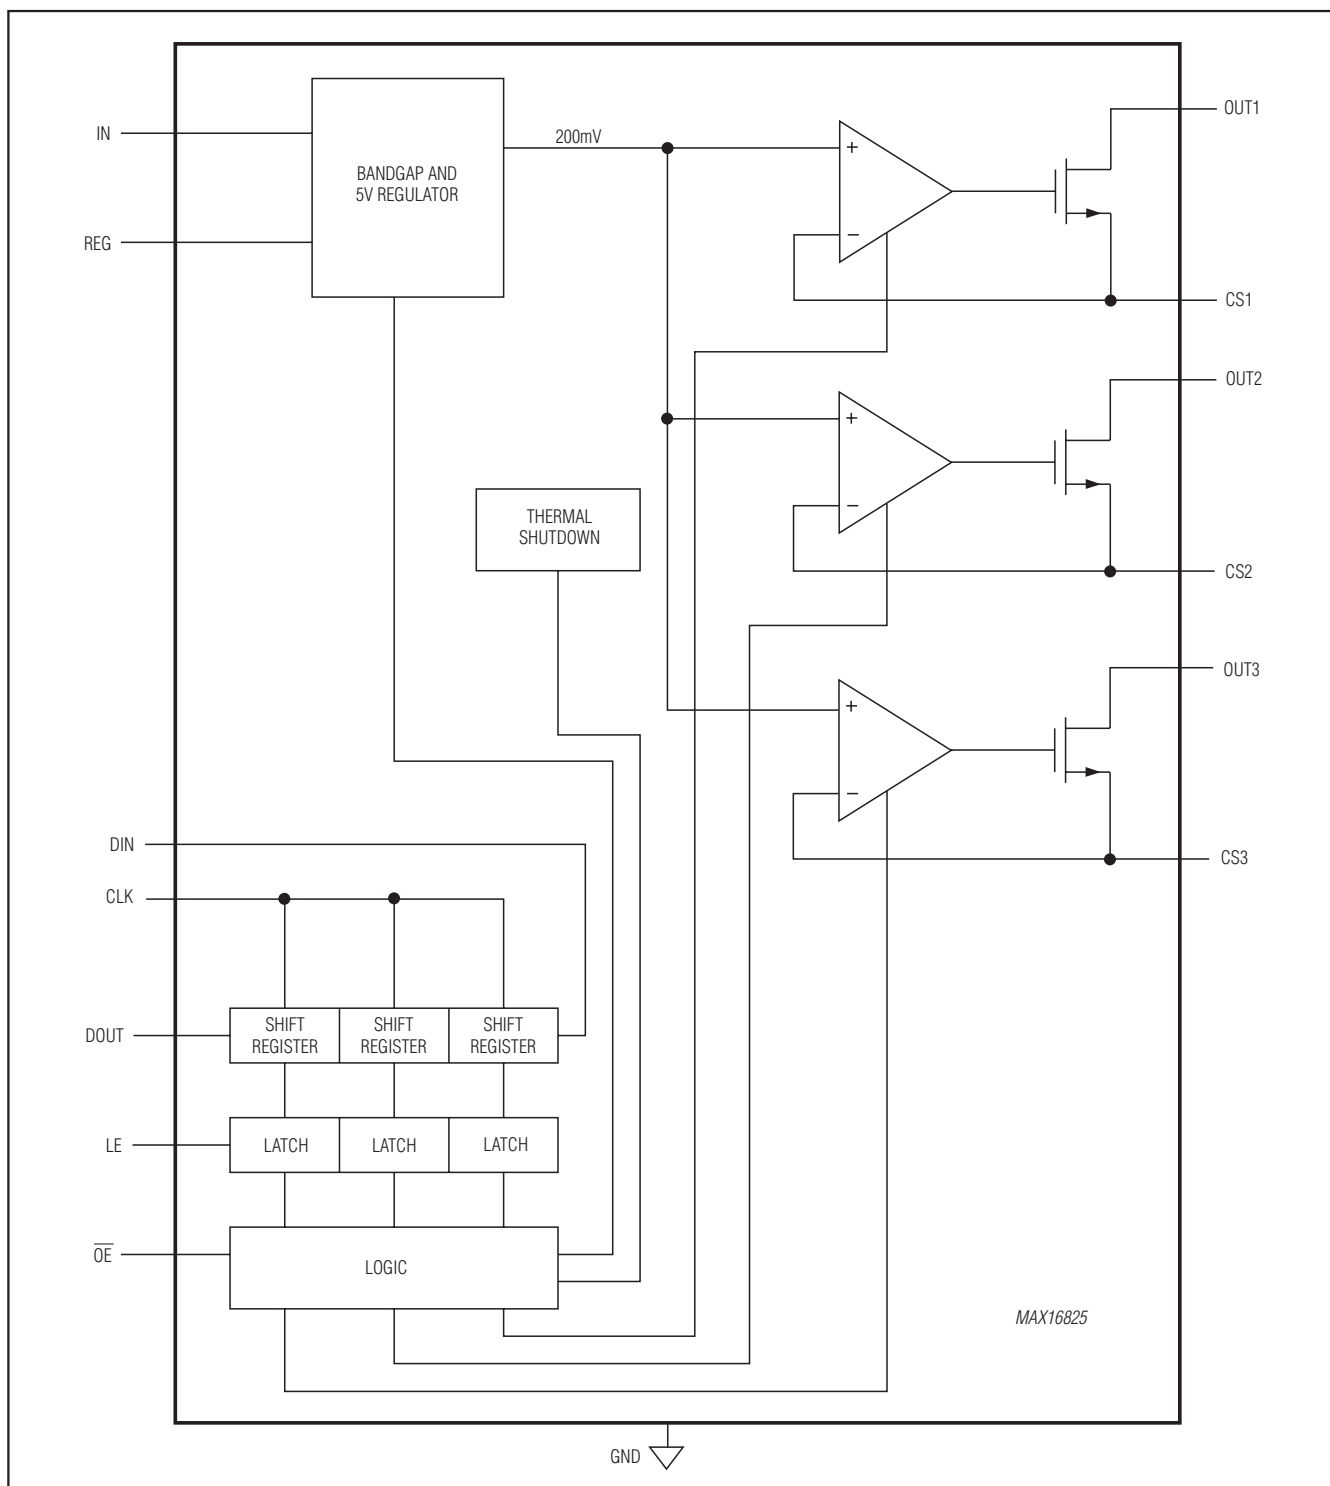 OUT1
IN
200mV
+
BANDGAP AND
5V REGULATOR
−
REG
CS1
OUT2
+
−
THERMAL
SHUTDOWN
CS2
OUT3
+
−
DIN
CS3
CLK
DOUT
SHIFT
REGISTER
SHIFT
REGISTER
SHIFT
REGISTER
LE
LATCH
LATCH
LATCH
O̅E̅
LOGIC
MAX16825
GND